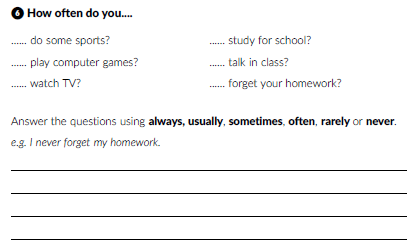 6 How often do you....
...... do some sports?
...... study for school?
...... play computer games?
...... talk in class?
...... watch TV?
...... forget your homework?
Answer the questions using always, usually, sometimes, often, rarely or never.
e.g. I never forget my homework.